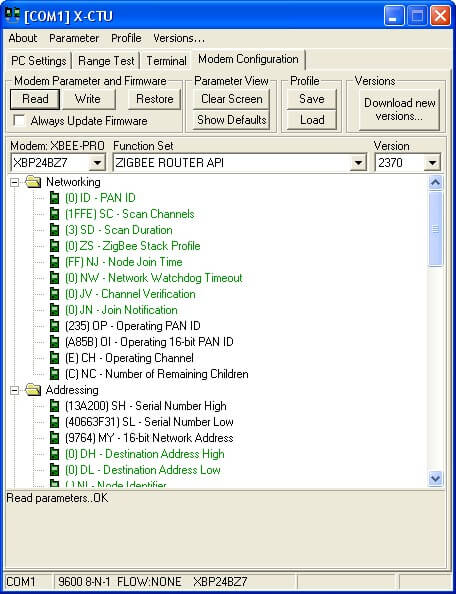 [COM1] X-CTU
About Parameter Profile Versions...
PC Settings Range Test Terminal Modem Configuration
Modem Parameter and Firmware Parameter View Profile Versions
Read Write Restore Clear Screen Save Download new
versions...
Always Update Firmware Show Defaults Load
Modem: XBEE-PRO Function Set Version
XBP24BZ7 ZIGBEE ROUTER API 2370
Networking
(0) ID - PAN ID
(1FFE) SC - Scan Channels
(3) SD - Scan Duration
(0) ZS - ZigBee Stack Profile
(FF) NJ - Node Join Time
(0) NW - Network Watchdog Timeout
(0) JV - Channel Verification
(0) JN - Join Notification
(235) OP - Operating PAN ID
(A85B) OI - Operating 16-bit PAN ID
(E) CH - Operating Channel
(C) NC - Number of Remaining Children
Addressing
(13A200) SH - Serial Number High
(40663F31) SL - Serial Number Low
(9764) MY - 16-bit Network Address
(0) DH - Destination Address High
(0) DL - Destination Address Low
( ) NI - Node Identifier
Read parameters..OK
COM1 9600 8-N-1 FLOW:NONE XBP24BZ7